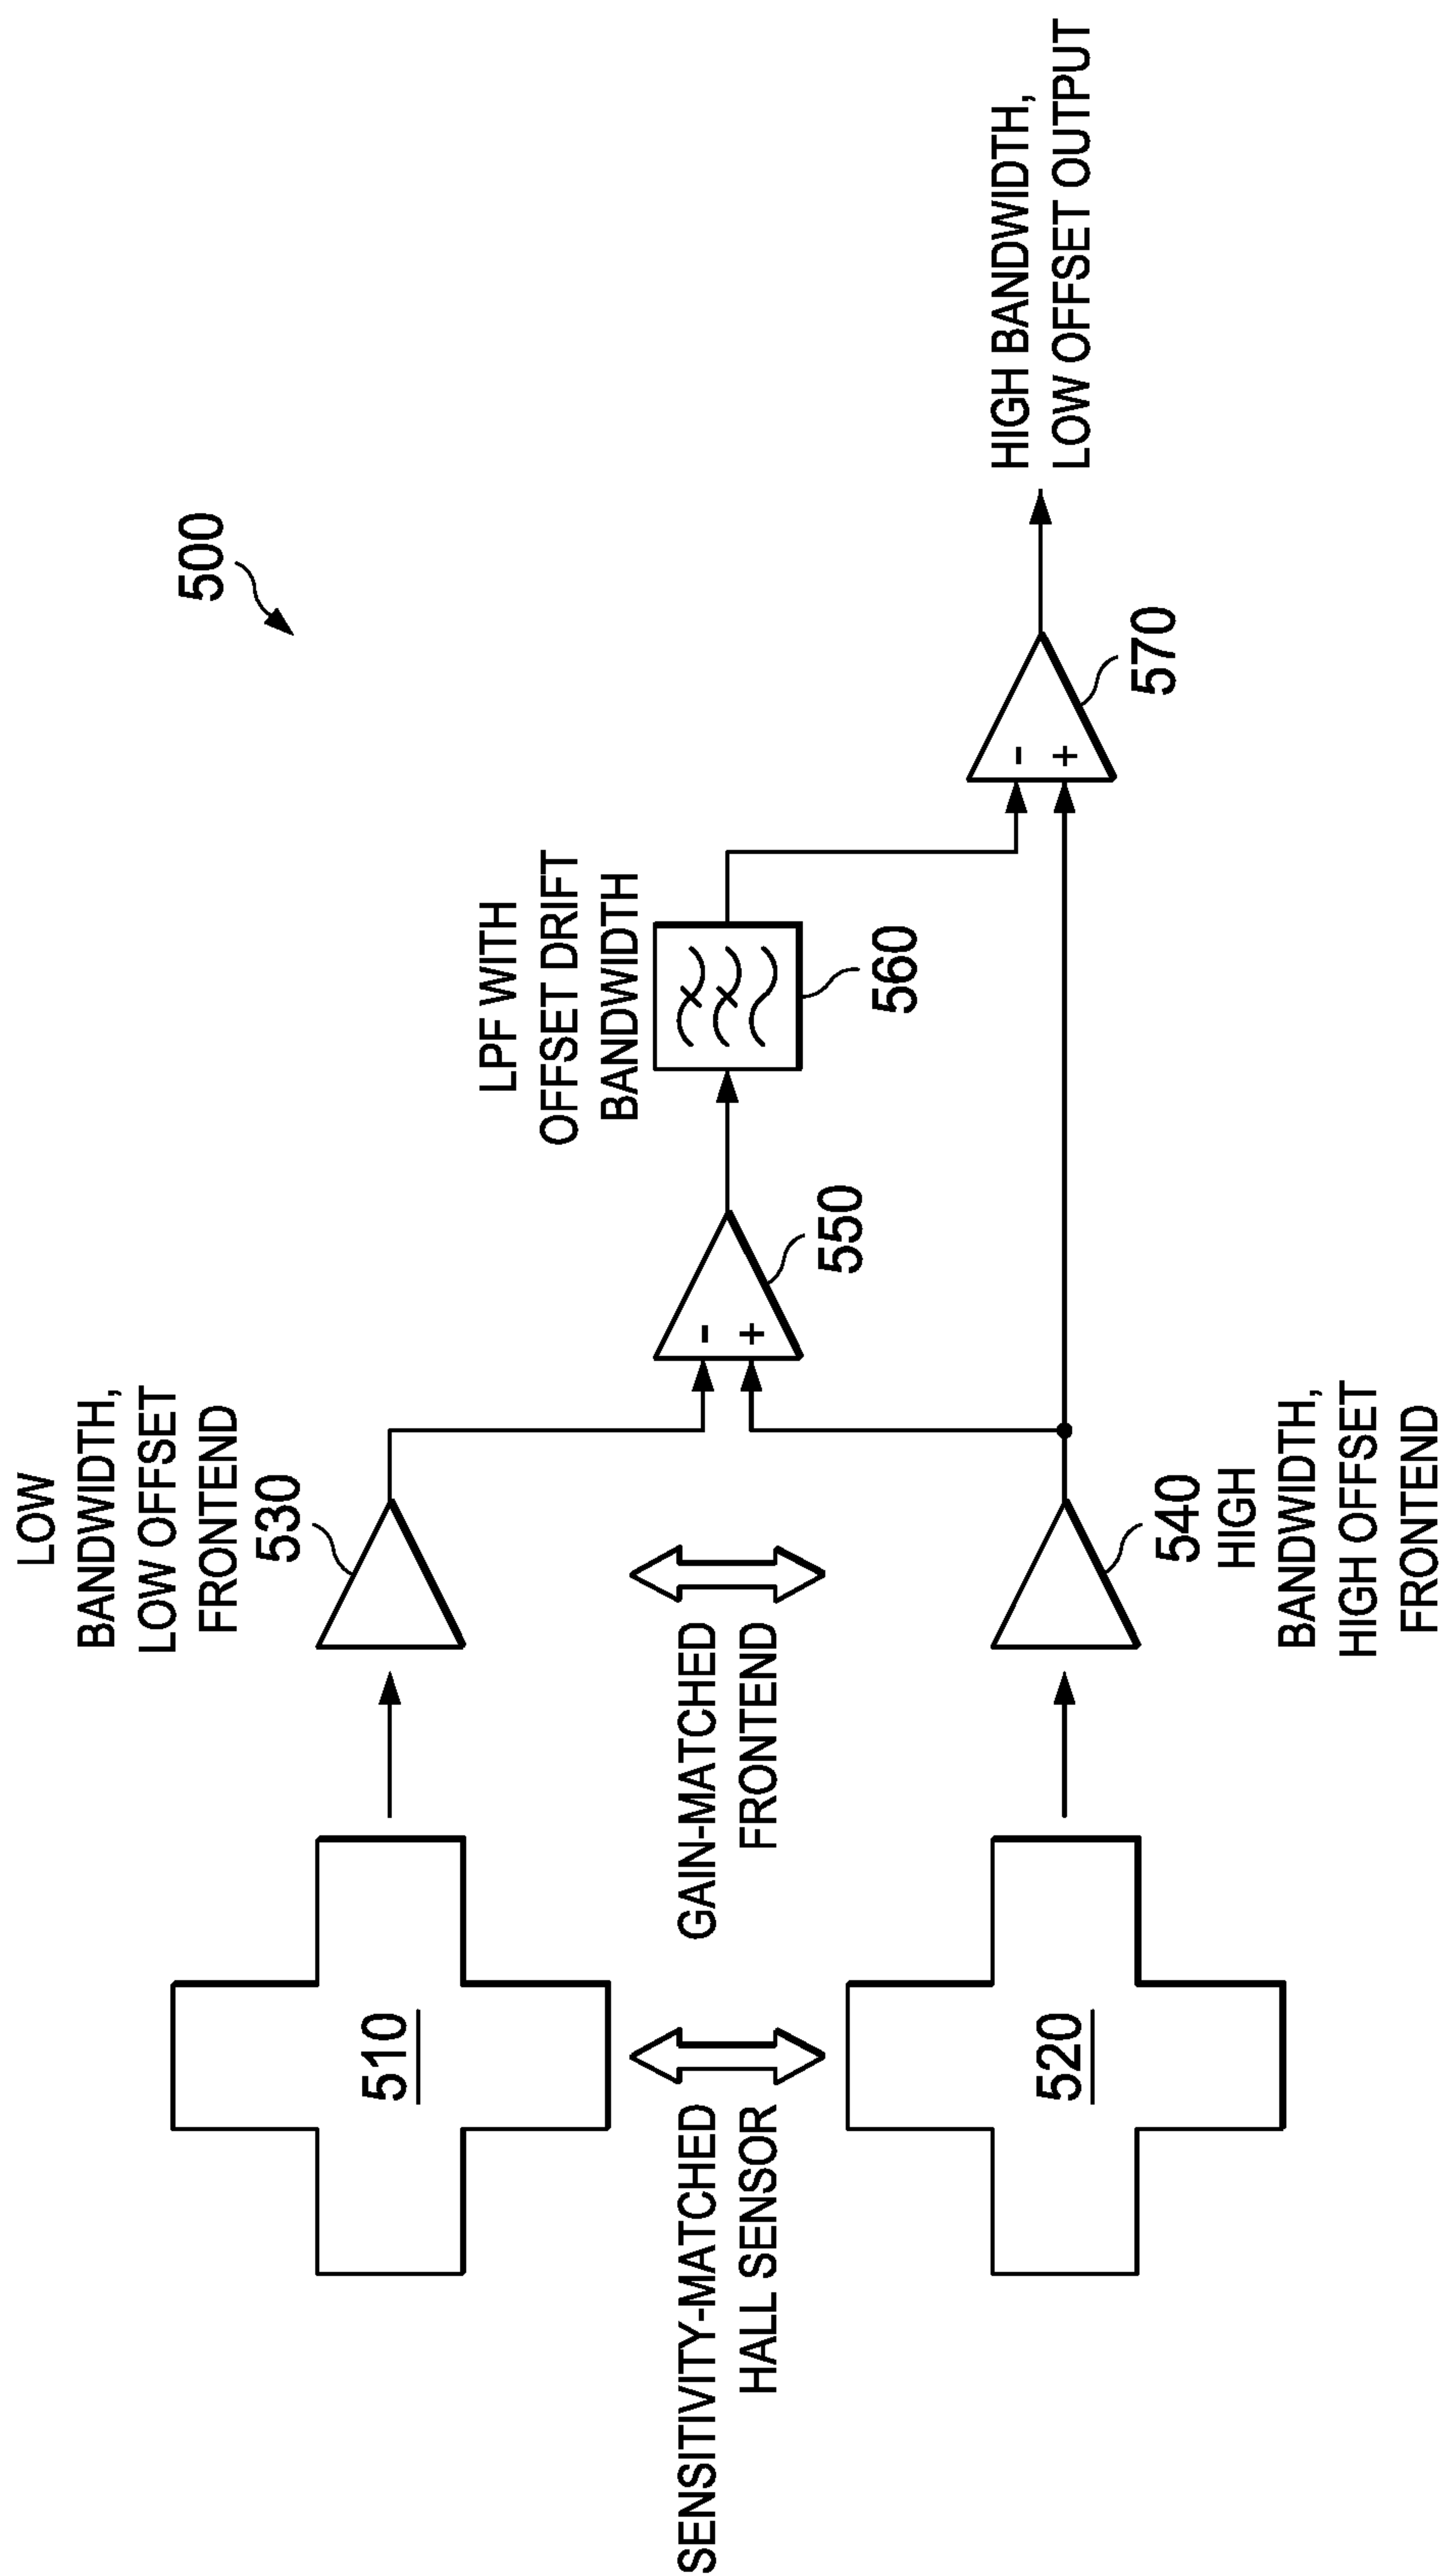 500
LOW
BANDWIDTH,
LOW OFFSET
FRONTEND
530
LPF WITH
OFFSET DRIFT
BANDWIDTH
560
-
+
550
-
+
570
HIGH BANDWIDTH,
LOW OFFSET OUTPUT
510
SENSITIVITY-MATCHED
HALL SENSOR
GAIN-MATCHED
FRONTEND
520
540
HIGH
BANDWIDTH,
HIGH OFFSET
FRONTEND